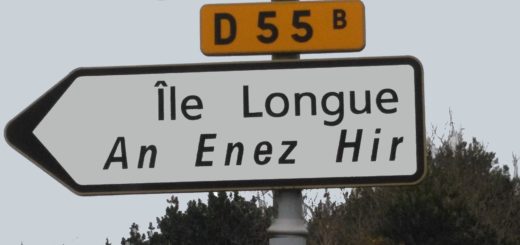 D 55 B
Île Longue
An Enez Hir